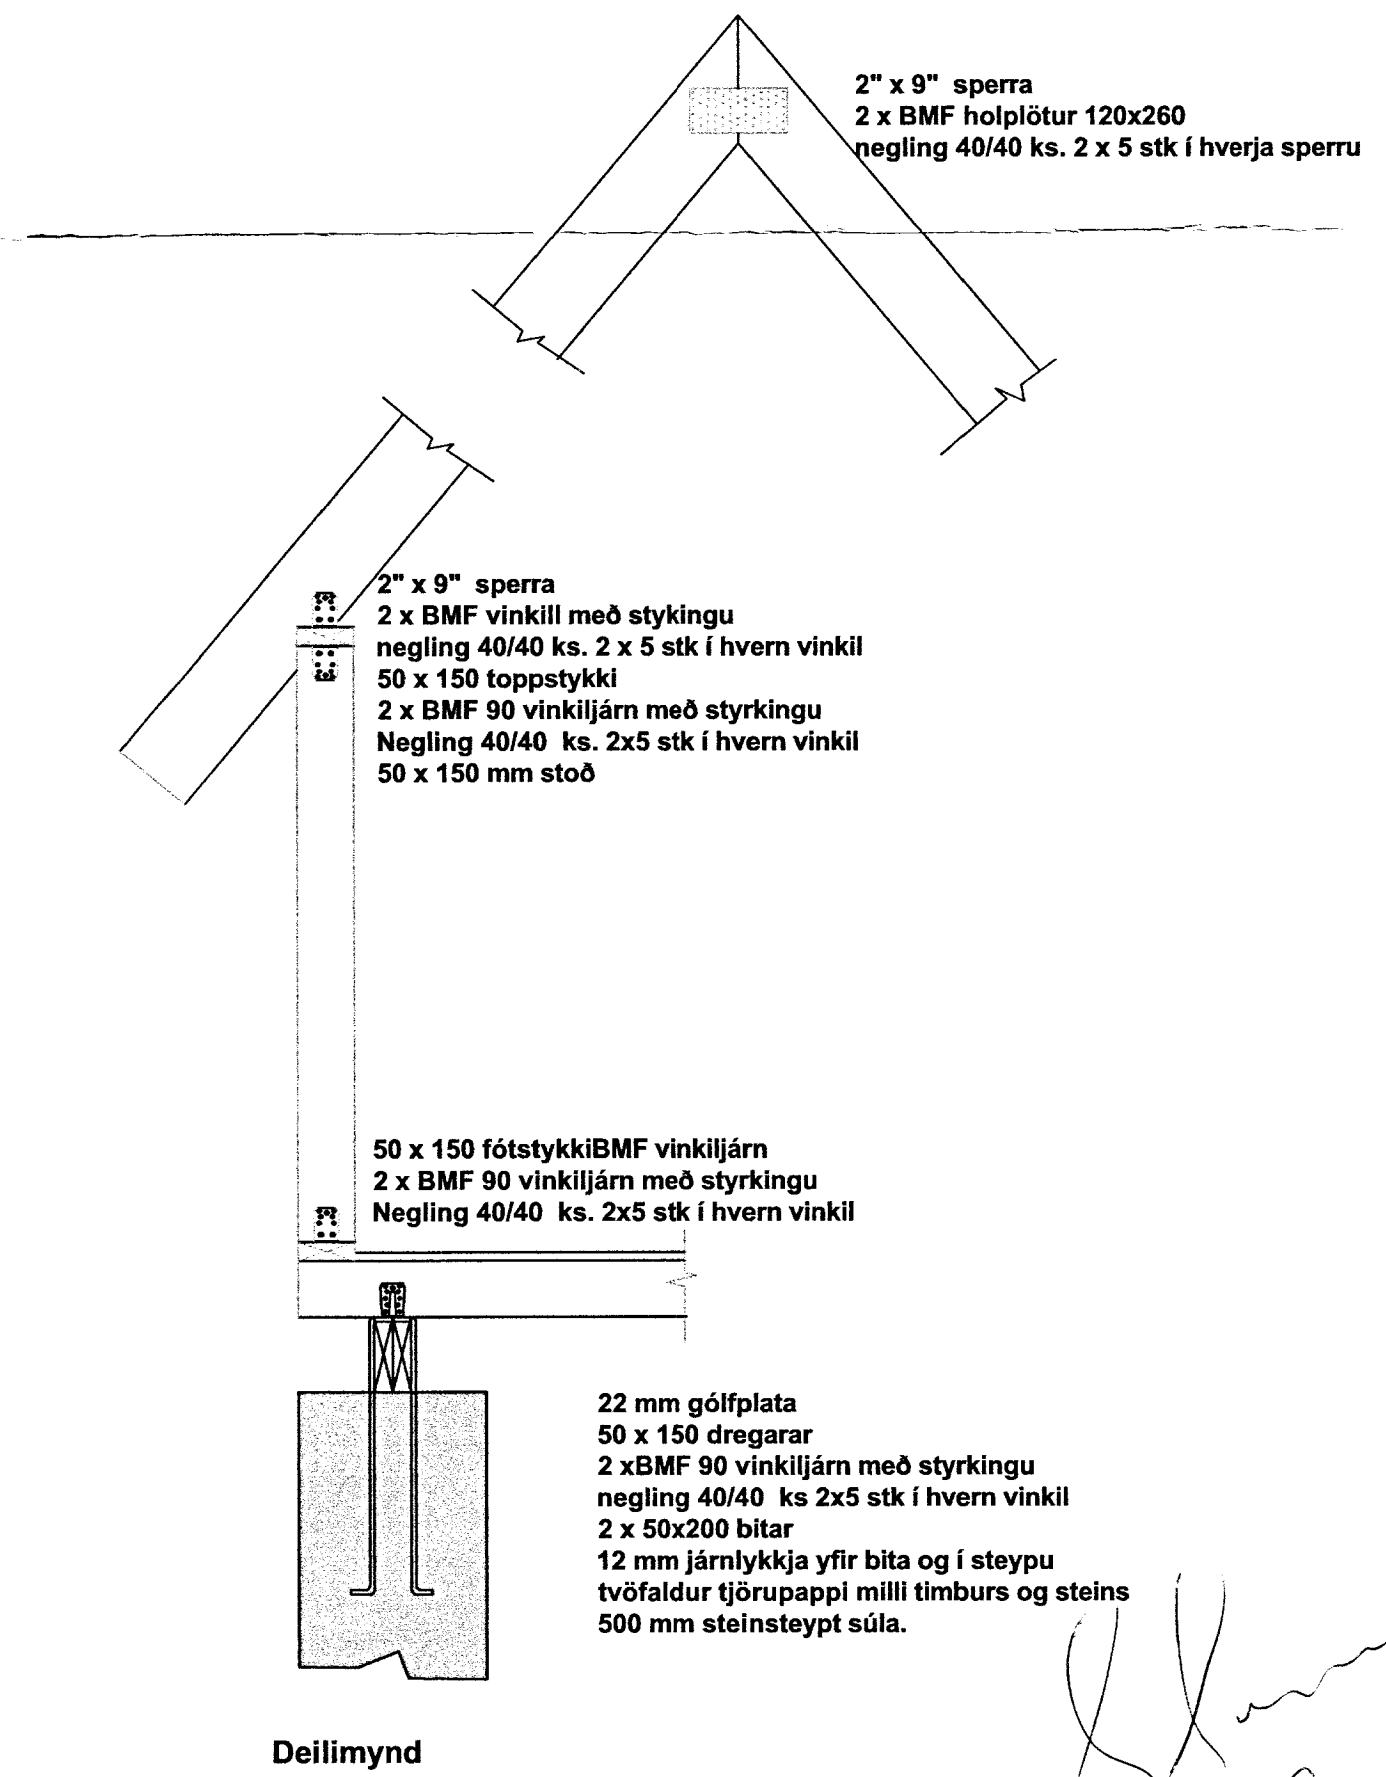 2" x 9" sperra
2 x BMF holplötur 120x260
negling 40/40 ks. 2 x 5 stk í hverja sperru
2" x 9" sperra
2 x BMF vinkill með stykingu
negling 40/40 ks. 2 x 5 stk í hvern vinkil
50 x 150 toppstykki
2 x BMF 90 vinkiljárn með styrkingu
Negling 40/40 ks. 2x5 stk í hvern vinkil
50 x 150 mm stoð
50 x 150 fótstykkiBMF vinkiljárn
2 x BMF 90 vinkiljárn með styrkingu
Negling 40/40 ks. 2x5 stk í hvern vinkil
22 mm gólfplata
50 x 150 dregarar
2 xBMF 90 vinkiljárn með styrkingu
negling 40/40 ks 2x5 stk í hvern vinkil
2 x 50x200 bitar
12 mm járnlykkja yfir bita og í steypu
tvöfaldur tjörupappi milli timburs og steins
500 mm steinsteypt súla.
Deilimynd